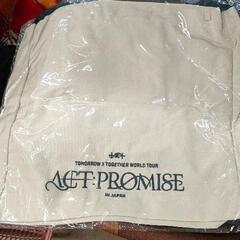 TOMORROW X TOGETHER WORLD TOUR
ACT:PROMISE
IN JAPAN